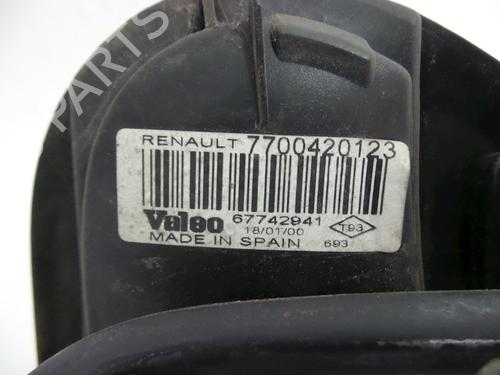 PARTS
RENAULT 7700420123
Valeo 67742941
18/01/00
T93
MADE IN SPAIN 693